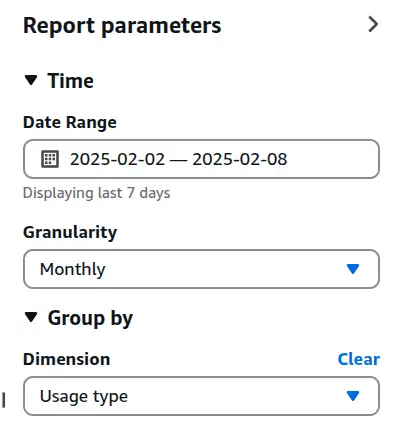 Report parameters
Time
Date Range
2025-02-02 — 2025-02-08
Displaying last 7 days
Granularity
Monthly
Group by
Dimension
Clear
Usage type